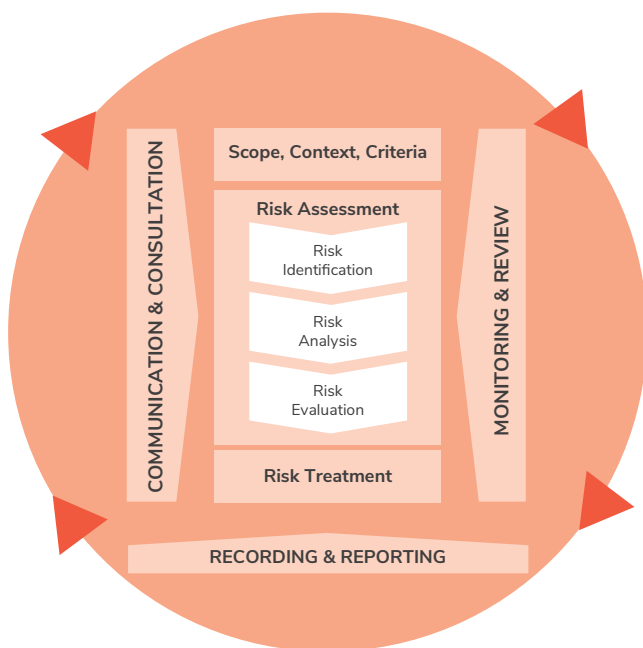 Scope, Context, Criteria
Risk Assessment
Risk
Identification
Risk
Analysis
Risk
Evaluation
Risk Treatment
COMMUNICATION & CONSULTATION
MONITORING & REVIEW
RECORDING & REPORTING